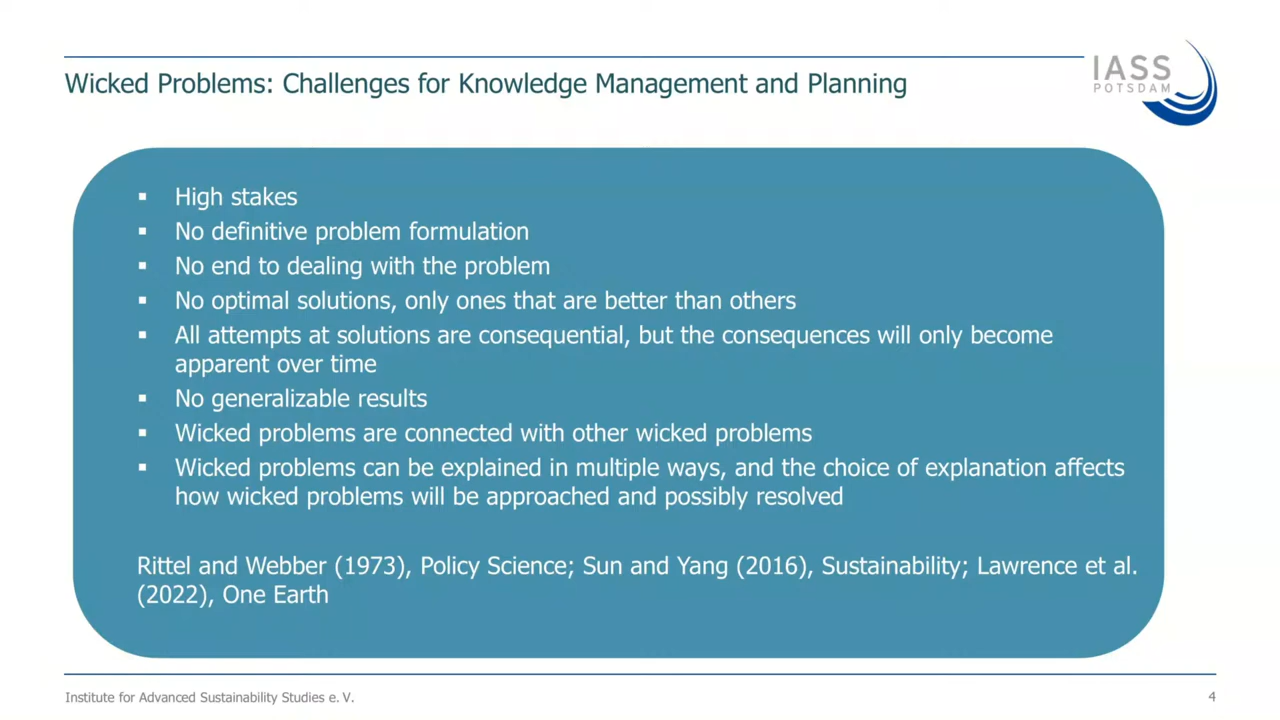 Wicked Problems: Challenges for Knowledge Management and Planning
IASS
POTSDAM
▪ High stakes
▪ No definitive problem formulation
▪ No end to dealing with the problem
▪ No optimal solutions, only ones that are better than others
▪ All attempts at solutions are consequential, but the consequences will only become
apparent over time
▪ No generalizable results
▪ Wicked problems are connected with other wicked problems
▪ Wicked problems can be explained in multiple ways, and the choice of explanation affects
how wicked problems will be approached and possibly resolved
Rittel and Webber (1973), Policy Science; Sun and Yang (2016), Sustainability; Lawrence et al.
(2022), One Earth
Institute for Advanced Sustainability Studies e. V.
4